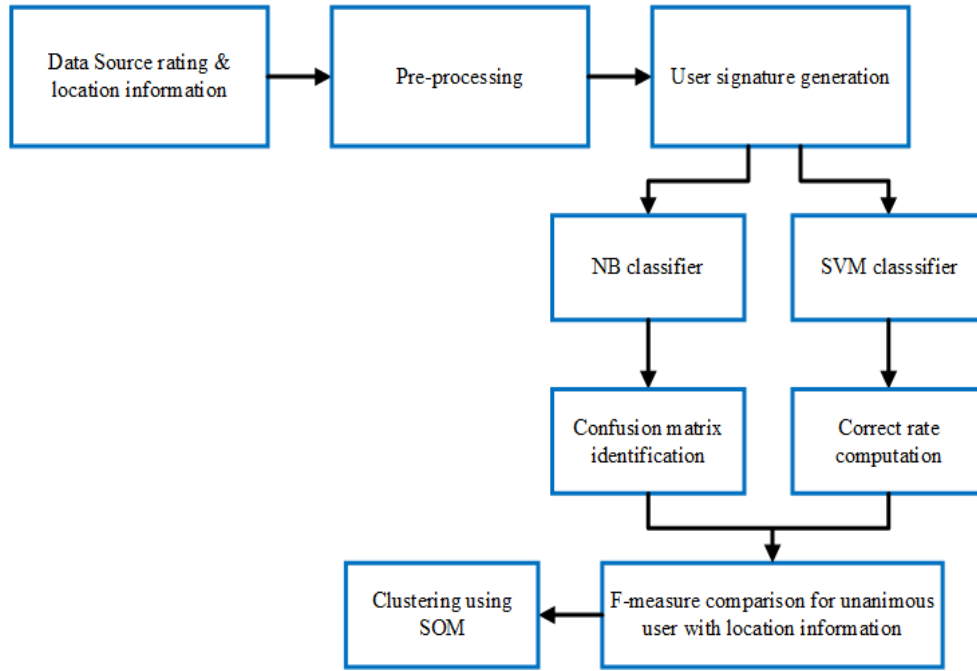 Data Source rating &
location information
Pre-processing
User signature generation
NB classifier
SVM classsifier
Confusion matrix
identification
Correct rate
computation
Clustering using
SOM
F-measure comparison for unanimous
user with location information